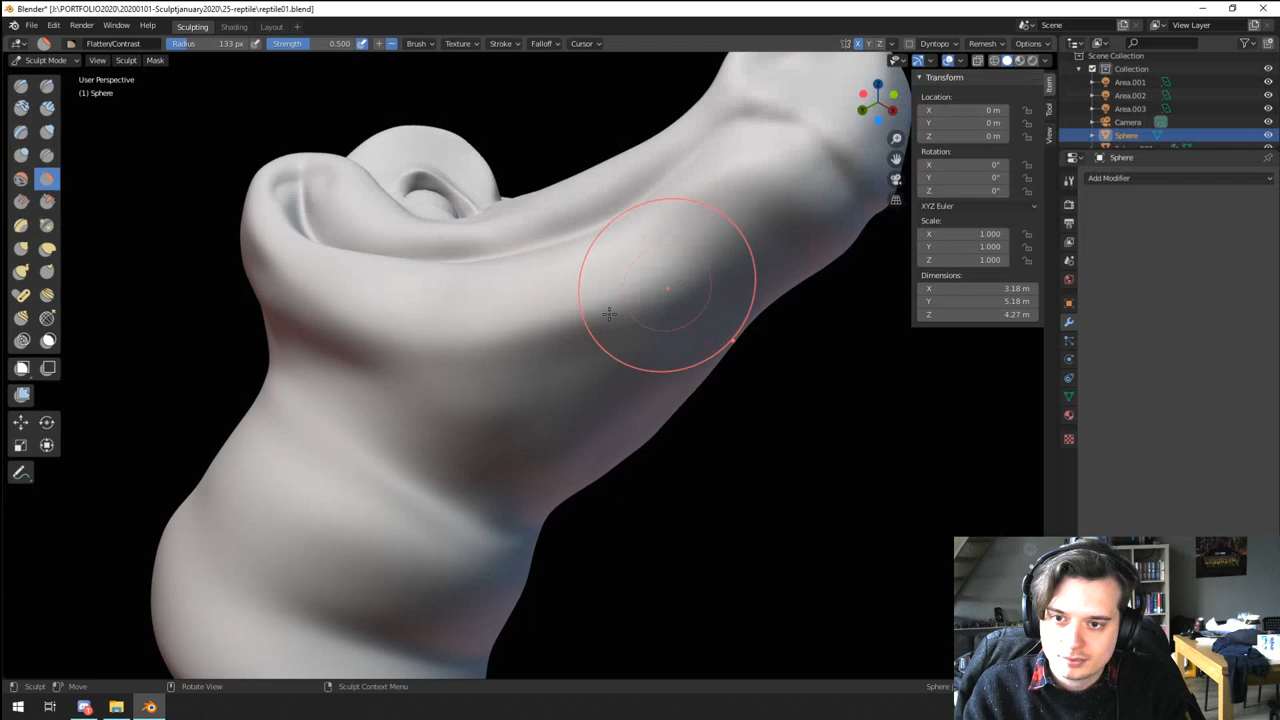 Blender* [J:\PORTFOLIO2020\20200101-Sculptjanuary2020\25-reptile\reptile01.blend]
File Edit Render Window Help Sculpting Shading Layout Scene View Layer
Flatten/Contrast Radius 133 px Strength 0.500 Brush Texture Stroke Falloff Cursor X Y Z Dyntopo Remesh Options
Sculpt Mode View Sculpt Mask
User Perspective
(1) Sphere
Scene Collection
Collection
Area.001
Area.002
Area.003
Camera
Sphere
Sphere
Add Modifier
Transform
Location:
X 0 m
Y 0 m
Z 0 m
Rotation:
X 0°
Y 0°
Z 0°
XYZ Euler
Scale:
X 1.000
Y 1.000
Z 1.000
Dimensions:
X 3.18 m
Y 5.18 m
Z 4.27 m
Item
Tool
View
Z
Y
X
Sculpt Move Rotate View Sculpt Context Menu Sphere